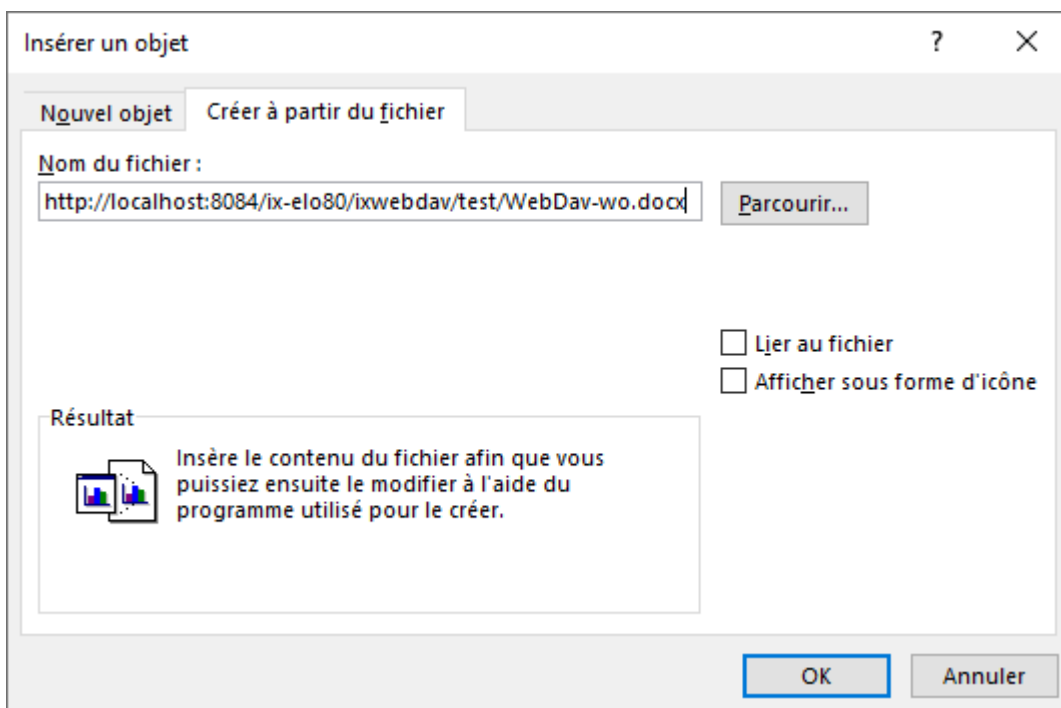 Insérer un objet
?
Nouvel objet
Créer à partir du fichier
Nom du fichier :
http://localhost:8084/ix-elo80/ixwebdav/test/WebDav-wo.docx
Parcourir...
Lier au fichier
Afficher sous forme d'icône
Résultat
Insère le contenu du fichier afin que vous
puissiez ensuite le modifier à l'aide du
programme utilisé pour le créer.
OK
Annuler